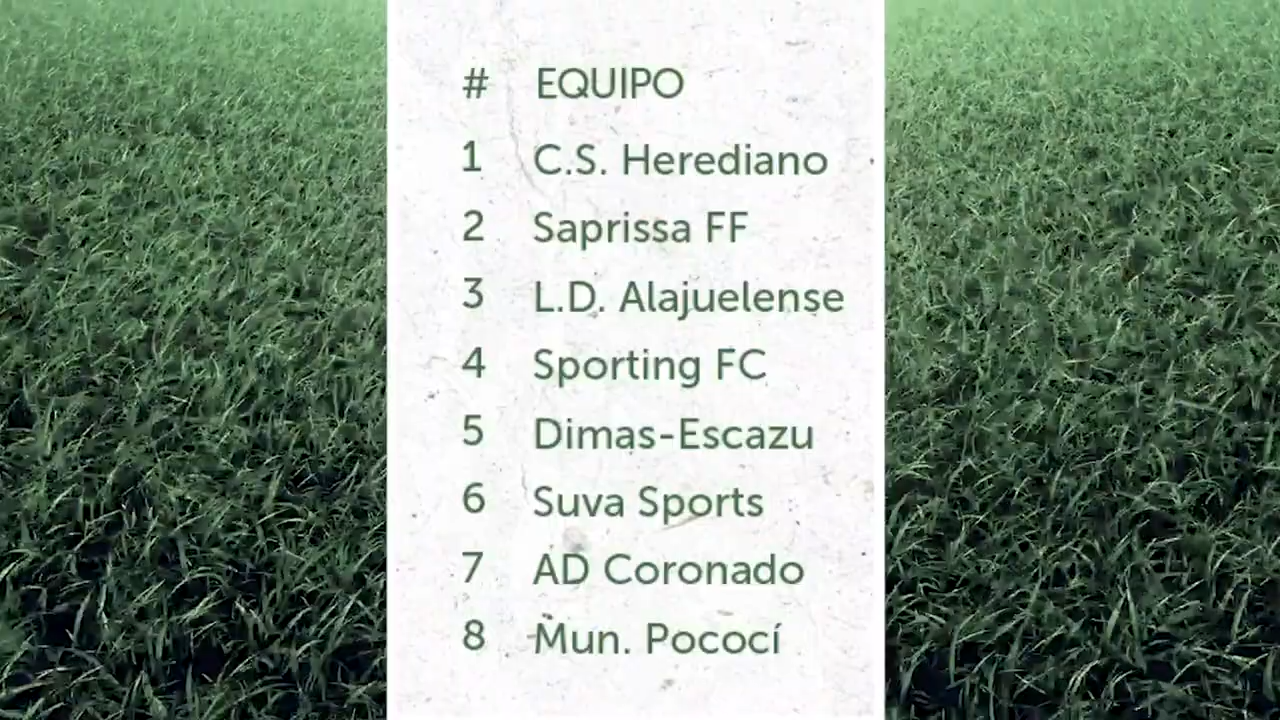 # EQUIPO
1 C.S. Herediano
2 Saprissa FF
3 L.D. Alajuelense
4 Sporting FC
5 Dimas-Escazu
6 Suva Sports
7 AD Coronado
8 Mun. Pococí